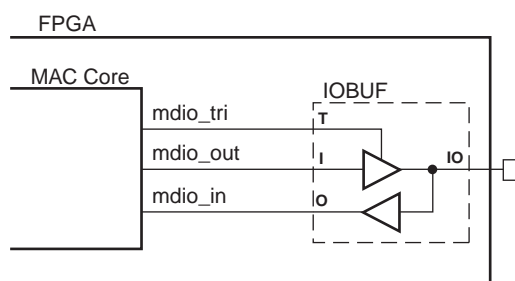 FPGA
MAC Core
IOBUF
mdio_tri
T
mdio_out
I
IO
mdio_in
O